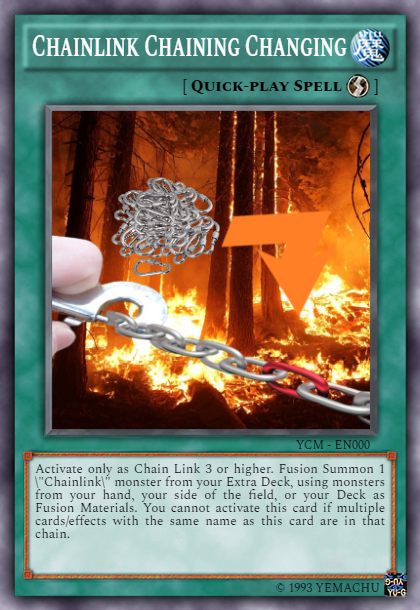 CHAINLINK CHAINING CHANGING
[ QUICK-PLAY SPELL ]
YCM - EN000
Activate only as Chain Link 3 or higher. Fusion Summon 1
\"Chainlink\" monster from your Extra Deck, using monsters
from your hand, your side of the field, or your Deck as
Fusion Materials. You cannot activate this card if multiple
cards/effects with the same name as this card are in that
chain.
© 1993 YEMACHU